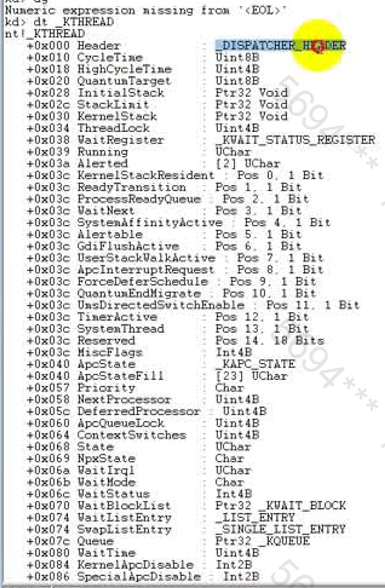 kd> dg
Numeric expression missing from '<EOL>'
kd> dt _KTHREAD
nt!_KTHREAD
+0x000 Header : _DISPATCHER_HEADER
+0x010 CycleTime : Uint8B
+0x018 HighCycleTime : Uint4B
+0x020 QuantumTarget : Uint8B
+0x028 InitialStack : Ptr32 Void
+0x02c StackLimit : Ptr32 Void
+0x030 KernelStack : Ptr32 Void
+0x034 ThreadLock : Uint4B
+0x038 WaitRegister : _KWAIT_STATUS_REGISTER
+0x039 Running : UChar
+0x03a Alerted : [2] UChar
+0x03c KernelStackResident : Pos 0, 1 Bit
+0x03c ReadyTransition : Pos 1, 1 Bit
+0x03c ProcessReadyQueue : Pos 2, 1 Bit
+0x03c WaitNext : Pos 3, 1 Bit
+0x03c SystemAffinityActive : Pos 4, 1 Bit
+0x03c Alertable : Pos 5, 1 Bit
+0x03c GdiFlushActive : Pos 6, 1 Bit
+0x03c UserStackWalkActive : Pos 7, 1 Bit
+0x03c ApcInterruptRequest : Pos 8, 1 Bit
+0x03c ForceDeferSchedule : Pos 9, 1 Bit
+0x03c QuantumEndMigrate : Pos 10, 1 Bit
+0x03c UmsDirectedSwitchEnable : Pos 11, 1 Bit
+0x03c TimerActive : Pos 12, 1 Bit
+0x03c SystemThread : Pos 13, 1 Bit
+0x03c Reserved : Pos 14, 18 Bits
+0x03c MiscFlags : Int4B
+0x040 ApcState : _KAPC_STATE
+0x040 ApcStateFill : [23] UChar
+0x057 Priority : Char
+0x058 NextProcessor : Uint4B
+0x05c DeferredProcessor : Uint4B
+0x060 ApcQueueLock : Uint4B
+0x064 ContextSwitches : Uint4B
+0x068 State : UChar
+0x069 NpxState : Char
+0x06a WaitIrql : UChar
+0x06b WaitMode : Char
+0x06c WaitStatus : Int4B
+0x070 WaitBlockList : Ptr32 _KWAIT_BLOCK
+0x074 WaitListEntry : _LIST_ENTRY
+0x074 SwapListEntry : _SINGLE_LIST_ENTRY
+0x07c Queue : Ptr32 _KQUEUE
+0x080 WaitTime : Uint4B
+0x084 KernelApcDisable : Int2B
+0x086 SpecialApcDisable : Int2B
5694***
5694***